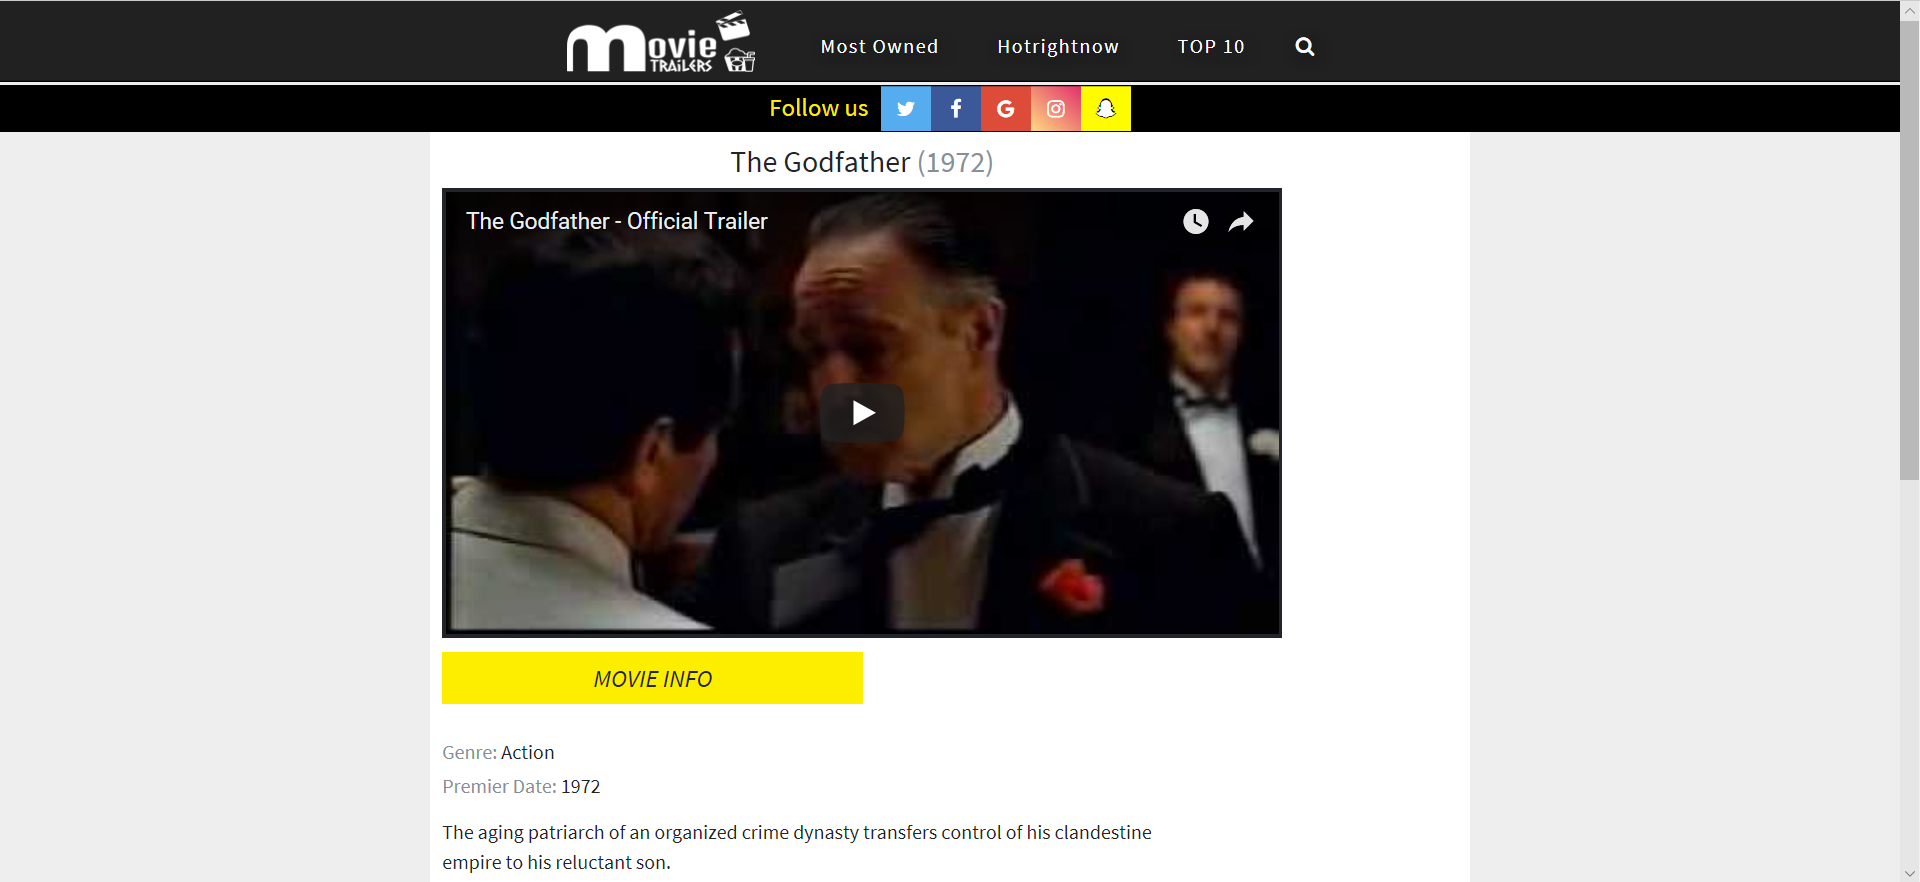 Movie
TRAiLERS
Most Owned
Hotrightnow
TOP 10
Follow us
The Godfather (1972)
The Godfather - Official Trailer
MOVIE INFO
Genre: Action
Premier Date: 1972
The aging patriarch of an organized crime dynasty transfers control of his clandestine
empire to his reluctant son.